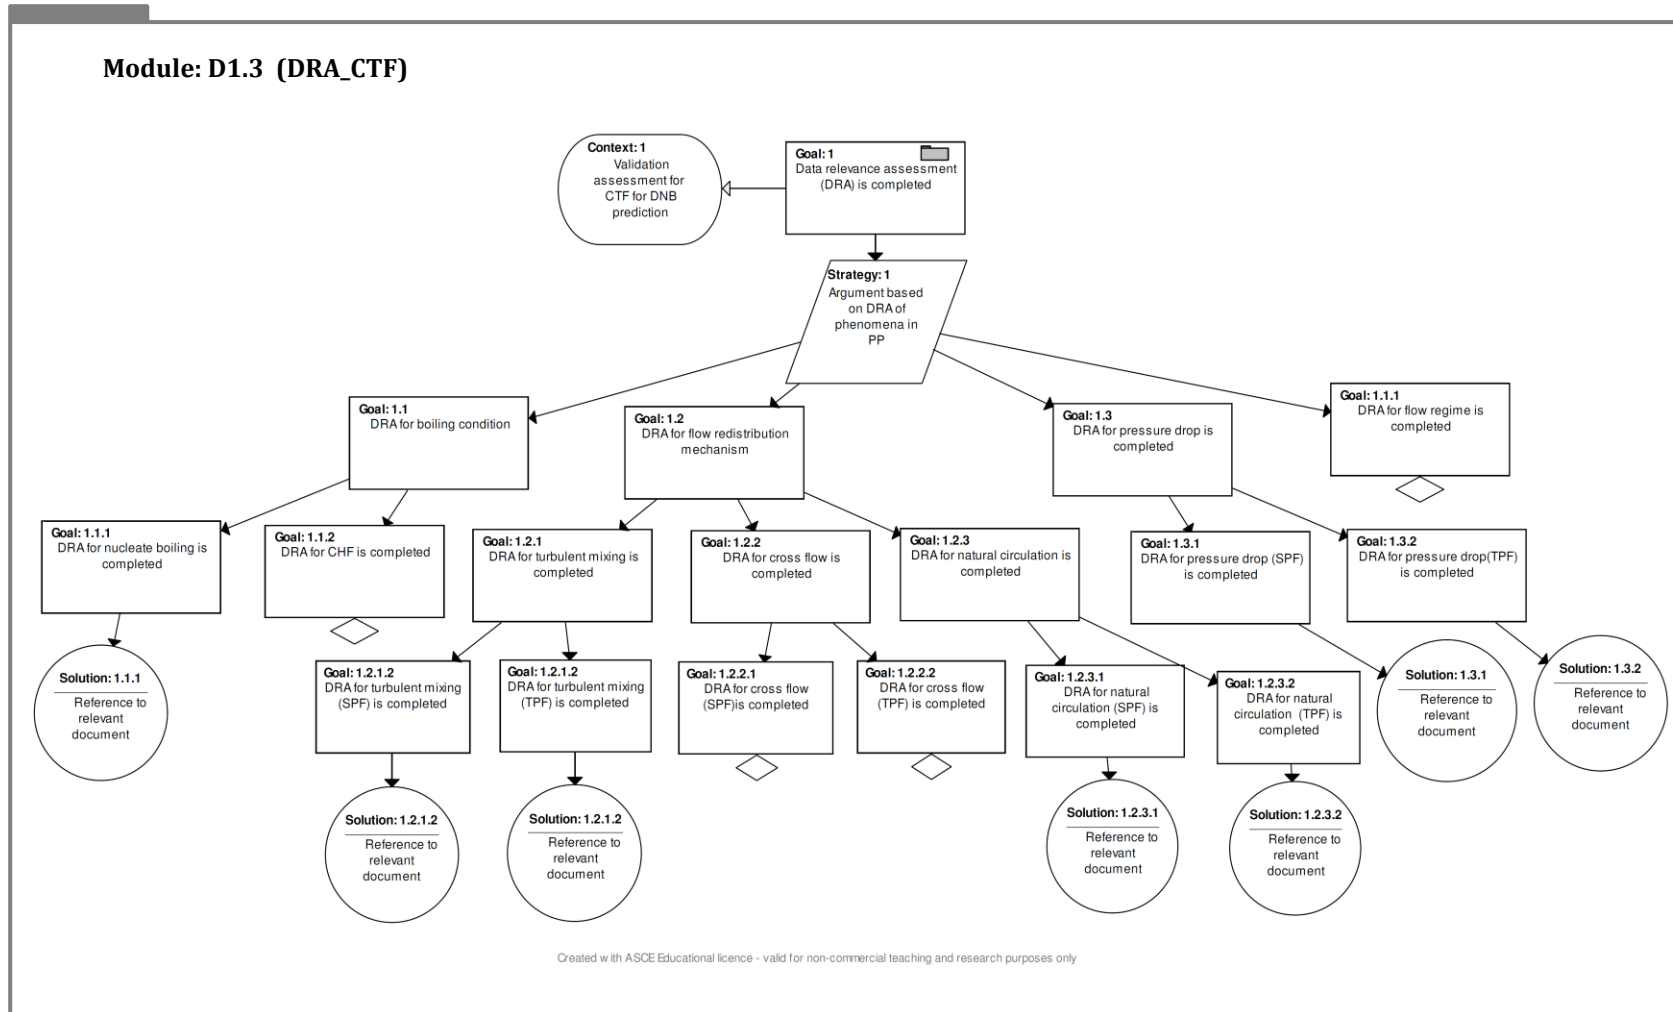 Module: D1.3 (DRA_CTF)
Context: 1
Validation
assessment for
CTF for DNB
prediction
Goal: 1
Data relevance assessment
(DRA) is completed
Strategy: 1
Argument based
on DRA of
phenomena in
PP
Goal: 1.1
DRA for boiling condition
Goal: 1.2
DRA for flow redistribution
mechanism
Goal: 1.3
DRA for pressure drop is
completed
Goal: 1.1.1
DRA for flow regime is
completed
Goal: 1.1.1
DRA for nucleate boiling is
completed
Goal: 1.1.2
DRA for CHF is completed
Goal: 1.2.1
DRA for turbulent mixing is
completed
Goal: 1.2.2
DRA for cross flow is
completed
Goal: 1.2.3
DRA for natural circulation is
completed
Goal: 1.3.1
DRA for pressure drop (SPF)
is completed
Goal: 1.3.2
DRA for pressure drop(TPF)
is completed
Solution: 1.1.1
Reference to
relevant
document
Goal: 1.2.1.2
DRA for turbulent mixing
(SPF) is completed
Goal: 1.2.1.2
DRA for turbulent mixing
(TPF) is completed
Goal: 1.2.2.1
DRA for cross flow
(SPF)is completed
Goal: 1.2.2.2
DRA for cross flow
(TPF) is completed
Goal: 1.2.3.1
DRA for natural
circulation (SPF) is
completed
Goal: 1.2.3.2
DRA for natural
circulation (TPF) is
completed
Solution: 1.3.1
Reference to
relevant
document
Solution: 1.3.2
Reference to
relevant
document
Solution: 1.2.1.2
Reference to
relevant
document
Solution: 1.2.1.2
Reference to
relevant
document
Solution: 1.2.3.1
Reference to
relevant
document
Solution: 1.2.3.2
Reference to
relevant
document
Created with ASCE Educational licence - valid for non-commercial teaching and research purposes only